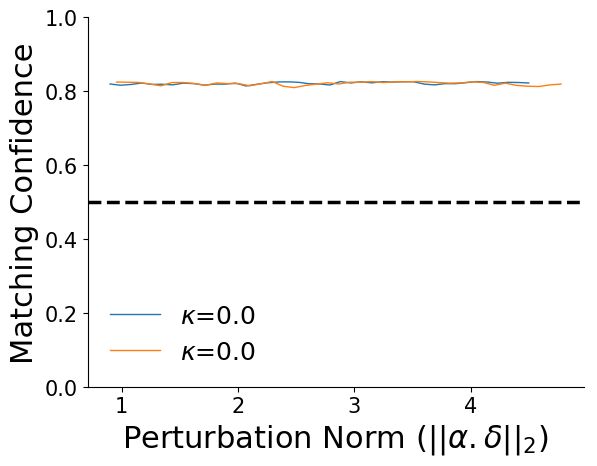 Matching Confidence
1.0
0.8
0.6
0.4
0.2
0.0
κ=0.0
κ=0.0
1 2 3 4
Perturbation Norm (||α.δ||₂)